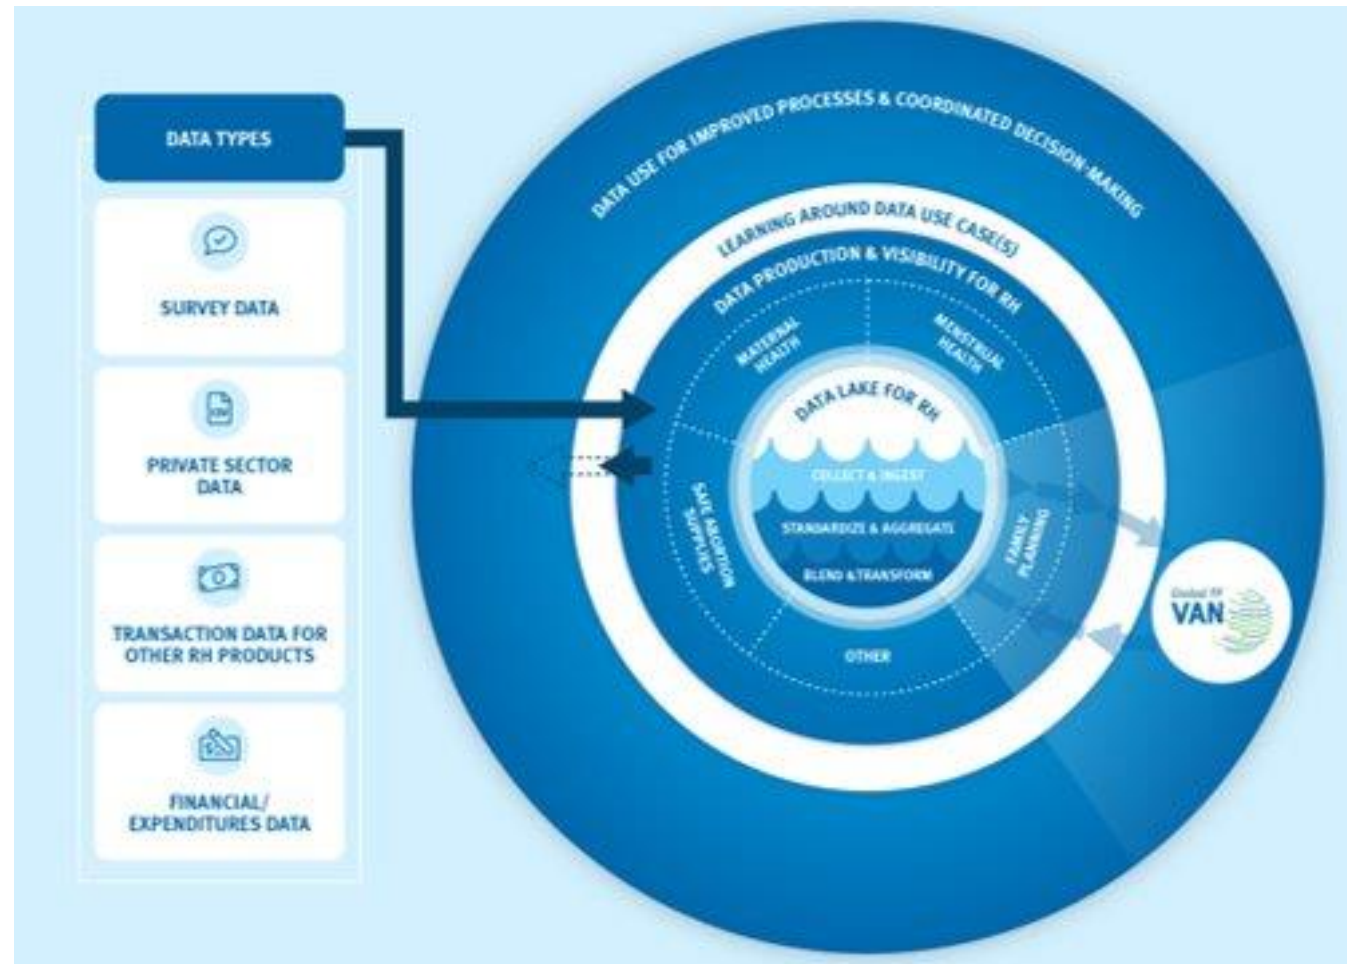 DATA TYPES
SURVEY DATA
PRIVATE SECTOR
DATA
TRANSACTION DATA FOR
OTHER RH PRODUCTS
FINANCIAL/
EXPENDITURES DATA
DATA USE FOR IMPROVED PROCESSES & COORDINATED DECISION-MAKING
LEARNING AROUND DATA USE CASE(S)
DATA PRODUCTION & VISIBILITY FOR RH
MATERNAL
HEALTH
MENSTRUAL
HEALTH
DATA LAKE FOR RH
COLLECT & INGEST
STANDARDIZE & AGGREGATE
BLEND &TRANSFORM
SAFE ABORTION
SUPPLIES
FAMILY
PLANNING
OTHER
Global FP
VAN